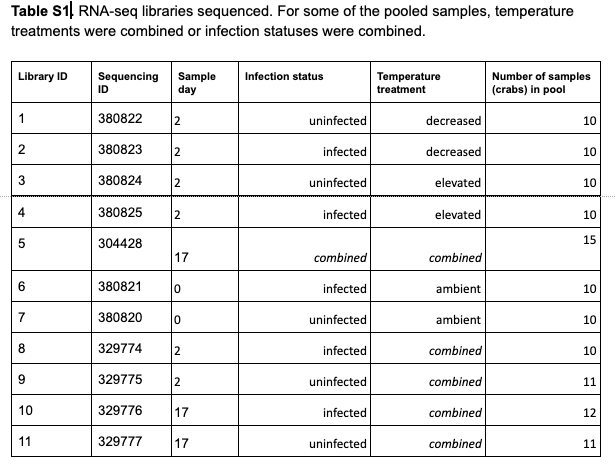 Table S1. RNA-seq libraries sequenced. For some of the pooled samples, temperature
treatments were combined or infection statuses were combined.
Library ID Sequencing ID Sample day Infection status Temperature treatment Number of samples (crabs) in pool
1 380822 2 uninfected decreased 10
2 380823 2 infected decreased 10
3 380824 2 uninfected elevated 10
4 380825 2 infected elevated 10
5 304428 17 combined combined 15
6 380821 0 infected ambient 10
7 380820 0 uninfected ambient 10
8 329774 2 infected combined 10
9 329775 2 uninfected combined 11
10 329776 17 infected combined 12
11 329777 17 uninfected combined 11